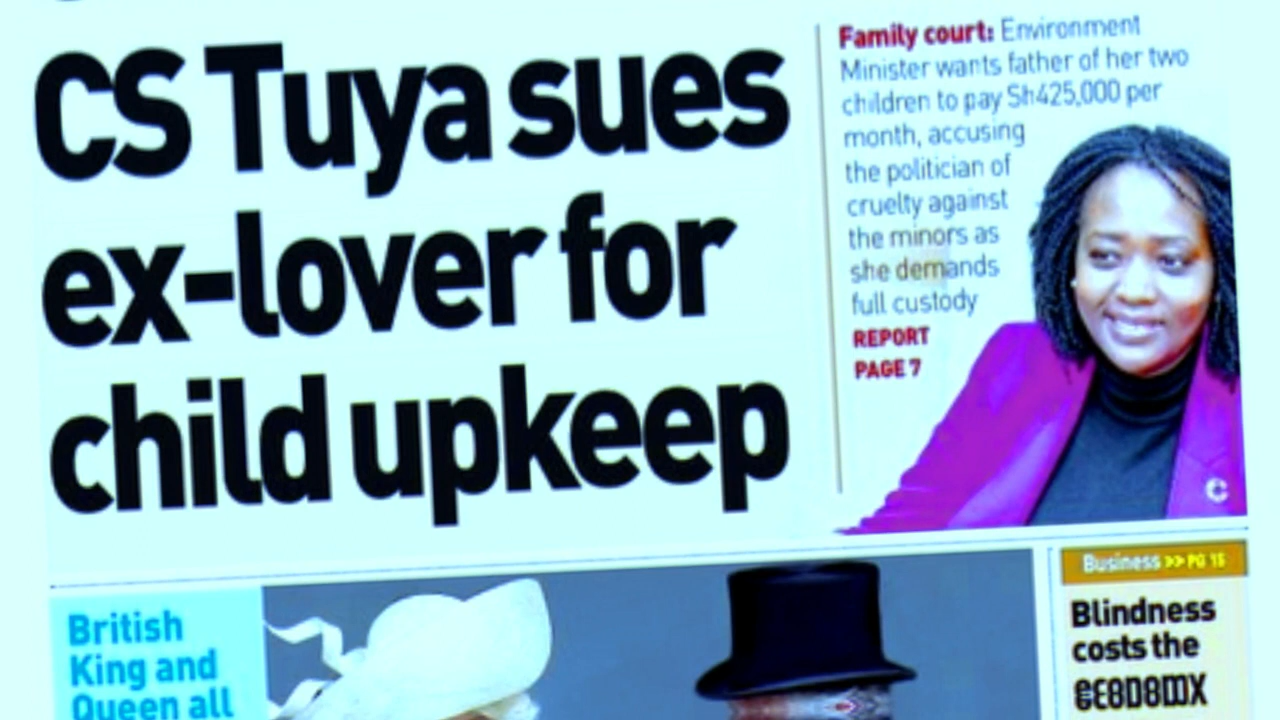 CS Tuya sues
ex-lover for
child upkeep
Family court: Environment
Minister wants father of her two
children to pay Sh425,000 per
month, accusing
the politician of
cruelty against
the minors as
she demands
full custody
REPORT
PAGE 7
British
King and
Queen all
Business >> PG 15
Blindness
costs the